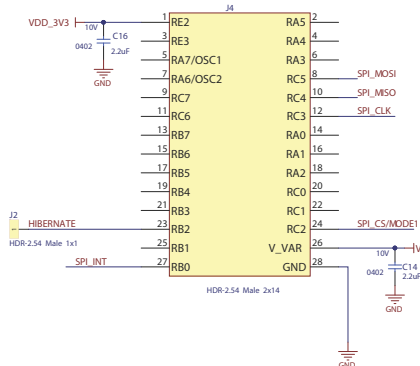 J4
VDD_3V3
10V
C16
0402
2.2uF
GND
1 RE2 RA5 2
3 RE3 RA4 4
5 RA7/OSC1 RA3 6
7 RA6/OSC2 RC5 8 SPI_MOSI
9 RC7 RC4 10 SPI_MISO
11 RC6 RC3 12 SPI_CLK
13 RB7 RA0 14
15 RB6 RA1 16
17 RB5 RA2 18
19 RB4 RC0 20
21 RB3 RC1 22
J2
1
HIBERNATE 23 RB2 RC2 24 SPI_CS/MODE1
HDR-2.54 Male 1x1
25 RB1 V_VAR 26
SPI_INT 27 RB0 GND 28
10V
C14
0402
2.2uF
GND
HDR-2.54 Male 2x14
GND